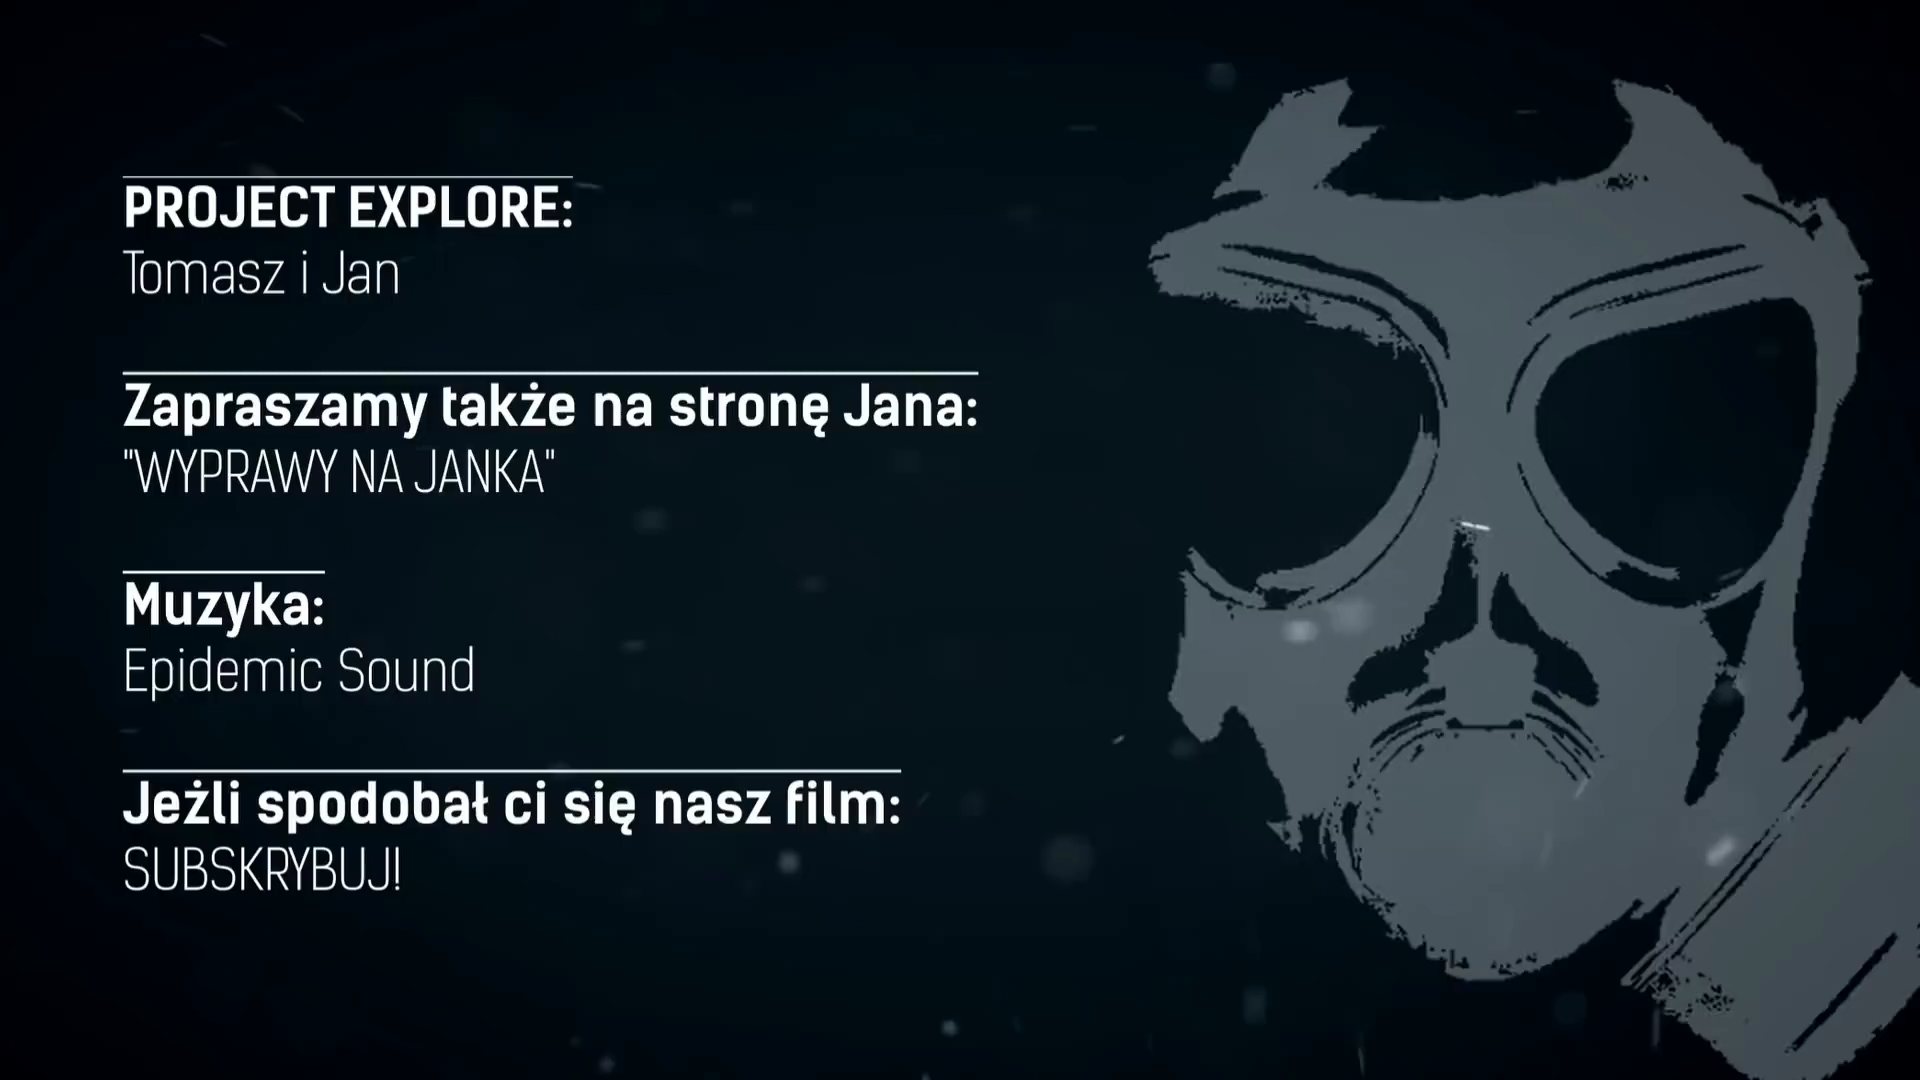 PROJECT EXPLORE:
Tomasz i Jan
Zapraszamy także na stronę Jana:
"WYPRAWY NA JANKA"
Muzyka:
Epidemic Sound
Jeżli spodobał ci się nasz film:
SUBSKRYBUJ!